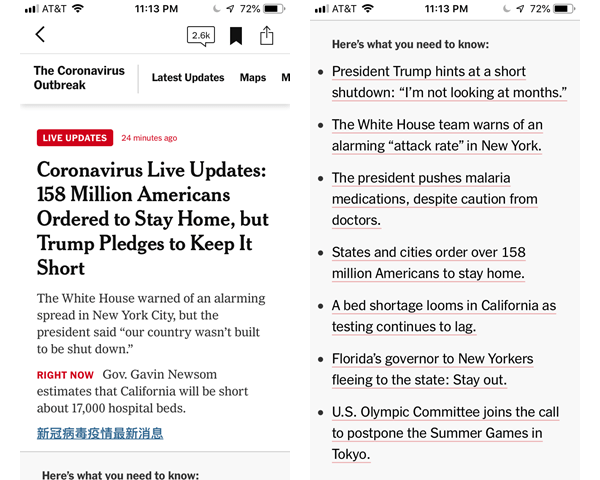 AT&T 11:13 PM 72%
2.6k
The Coronavirus
Outbreak
Latest Updates Maps M
LIVE UPDATES 24 minutes ago
Coronavirus Live Updates:
158 Million Americans
Ordered to Stay Home, but
Trump Pledges to Keep It
Short
The White House warned of an alarming
spread in New York City, but the
president said “our country wasn’t built
to be shut down.”
RIGHT NOW Gov. Gavin Newsom
estimates that California will be short
about 17,000 hospital beds.
新冠病毒疫情最新消息
Here’s what you need to know:
AT&T 11:13 PM 72%
Here’s what you need to know:
President Trump hints at a short
shutdown: “I’m not looking at months.”
The White House team warns of an
alarming “attack rate” in New York.
The president pushes malaria
medications, despite caution from
doctors.
States and cities order over 158
million Americans to stay home.
A bed shortage looms in California as
testing continues to lag.
Florida’s governor to New Yorkers
fleeing to the state: Stay out.
U.S. Olympic Committee joins the call
to postpone the Summer Games in
Tokyo.